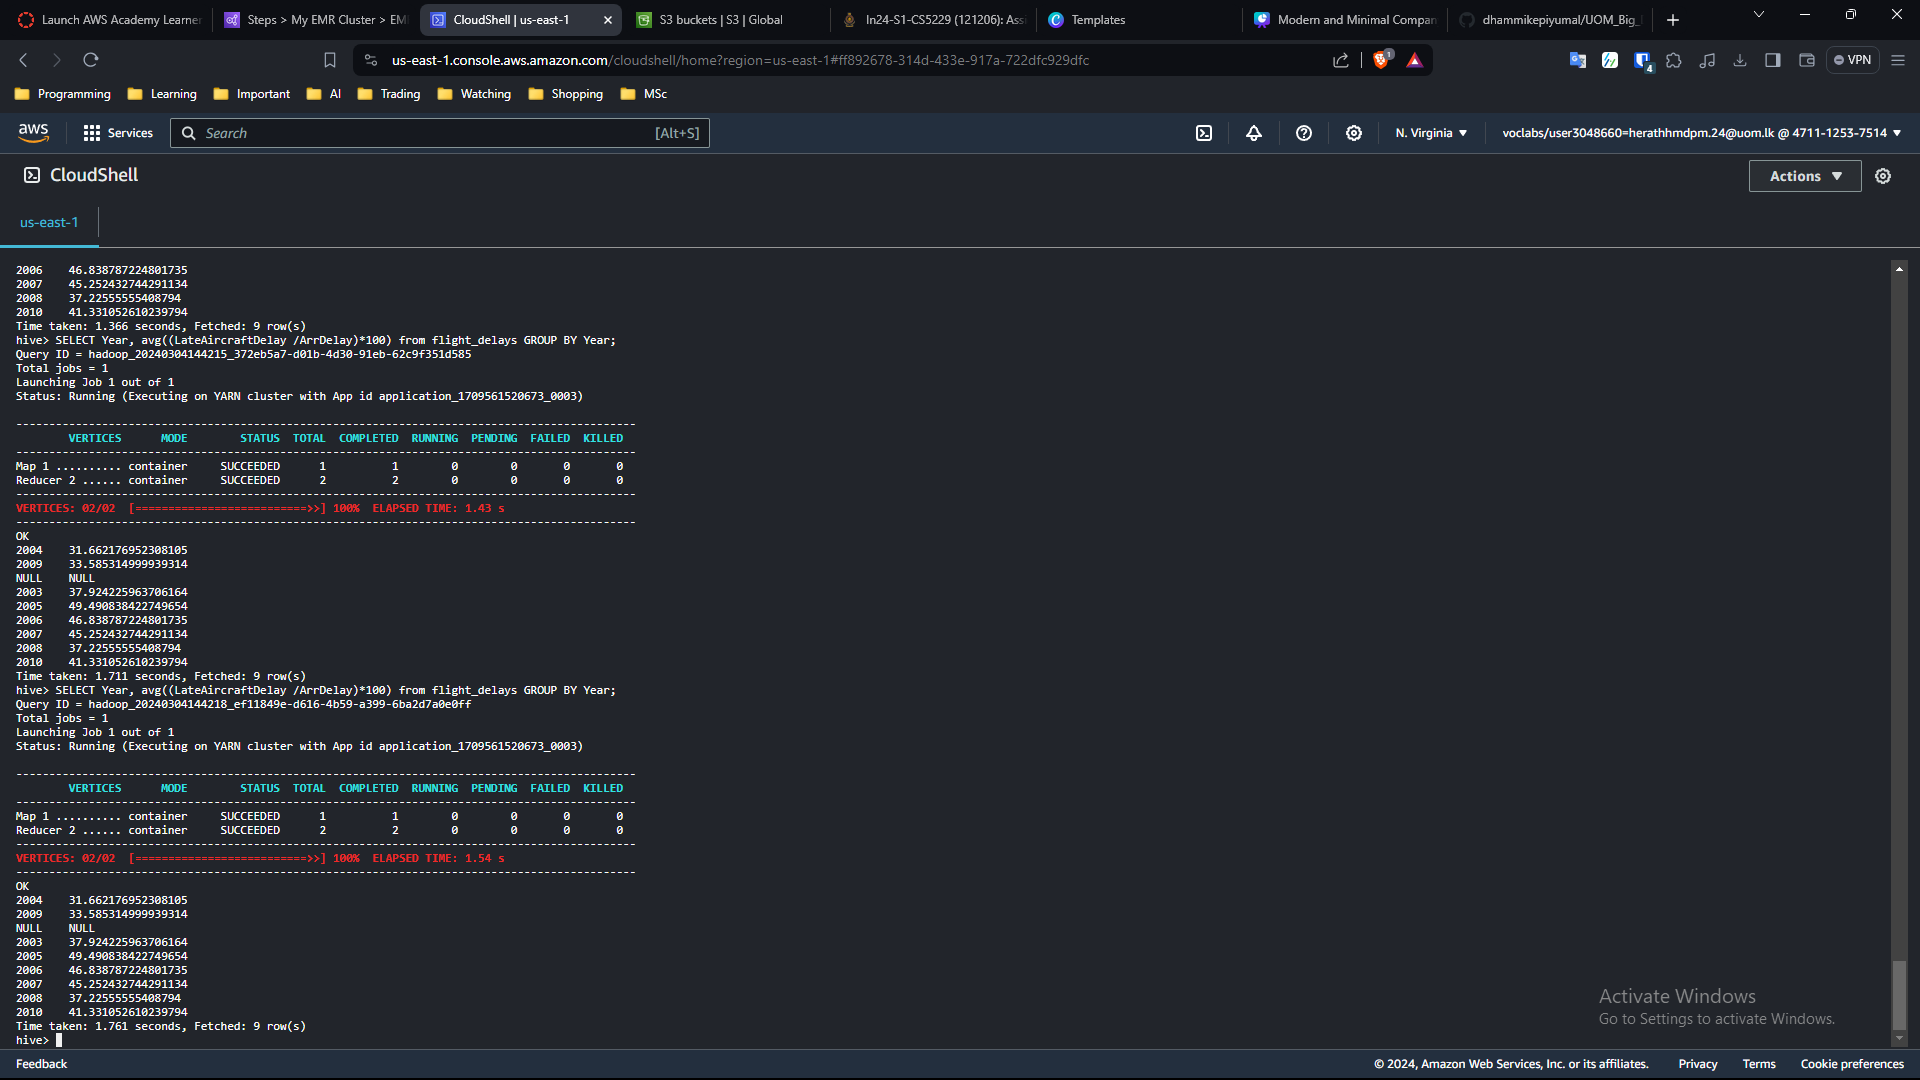 Launch AWS Academy Learner
Steps > My EMR Cluster > EM
CloudShell | us-east-1
S3 buckets | S3 | Global
In24-S1-CS5229 (121206): Assi
Templates
Modern and Minimal Compan
dhammikepiyumal/UOM_Big_
us-east-1.console.aws.amazon.com/cloudshell/home?region=us-east-1#ff892678-314d-433e-917a-722dfc929dfc
1
4
VPN
Programming Learning Important AI Trading Watching Shopping MSc
aws Services Search [Alt+S] N. Virginia voclabs/user3048660=herathhmdpm.24@uom.lk @ 4711-1253-7514
CloudShell
Actions
us-east-1
2006 46.838787224801735
2007 45.252432744291134
2008 37.22555555408794
2010 41.331052610239794
Time taken: 1.366 seconds, Fetched: 9 row(s)
hive> SELECT Year, avg((LateAircraftDelay /ArrDelay)*100) from flight_delays GROUP BY Year;
Query ID = hadoop_20240304144215_372eb5a7-d01b-4d30-91eb-62c9f351d585
Total jobs = 1
Launching Job 1 out of 1
Status: Running (Executing on YARN cluster with App id application_1709561520673_0003)
----------------------------------------------------------------------------------------------
VERTICES MODE STATUS TOTAL COMPLETED RUNNING PENDING FAILED KILLED
----------------------------------------------------------------------------------------------
Map 1 .......... container SUCCEEDED 1 1 0 0 0 0
Reducer 2 ...... container SUCCEEDED 2 2 0 0 0 0
----------------------------------------------------------------------------------------------
VERTICES: 02/02 [==========================>>] 100% ELAPSED TIME: 1.43 s
----------------------------------------------------------------------------------------------
OK
2004 31.662176952308105
2009 33.585314999939314
NULL NULL
2003 37.924225963706164
2005 49.490838422749654
2006 46.838787224801735
2007 45.252432744291134
2008 37.22555555408794
2010 41.331052610239794
Time taken: 1.711 seconds, Fetched: 9 row(s)
hive> SELECT Year, avg((LateAircraftDelay /ArrDelay)*100) from flight_delays GROUP BY Year;
Query ID = hadoop_20240304144218_ef11849e-d616-4b59-a399-6ba2d7a0e0ff
Total jobs = 1
Launching Job 1 out of 1
Status: Running (Executing on YARN cluster with App id application_1709561520673_0003)
----------------------------------------------------------------------------------------------
VERTICES MODE STATUS TOTAL COMPLETED RUNNING PENDING FAILED KILLED
----------------------------------------------------------------------------------------------
Map 1 .......... container SUCCEEDED 1 1 0 0 0 0
Reducer 2 ...... container SUCCEEDED 2 2 0 0 0 0
----------------------------------------------------------------------------------------------
VERTICES: 02/02 [==========================>>] 100% ELAPSED TIME: 1.54 s
----------------------------------------------------------------------------------------------
OK
2004 31.662176952308105
2009 33.585314999939314
NULL NULL
2003 37.924225963706164
2005 49.490838422749654
2006 46.838787224801735
2007 45.252432744291134
2008 37.22555555408794
2010 41.331052610239794
Time taken: 1.761 seconds, Fetched: 9 row(s)
hive>
Activate Windows
Go to Settings to activate Windows.
Feedback © 2024, Amazon Web Services, Inc. or its affiliates. Privacy Terms Cookie preferences